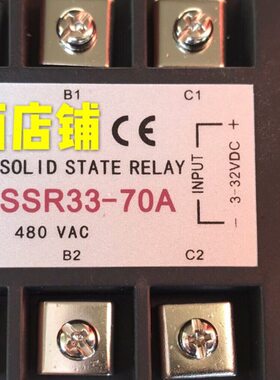 B1 C1
店铺 CE
SOLID STATE RELAY
SSR33-70A
480 VAC
INPUT
3-32VDC
+
-
B2 C2